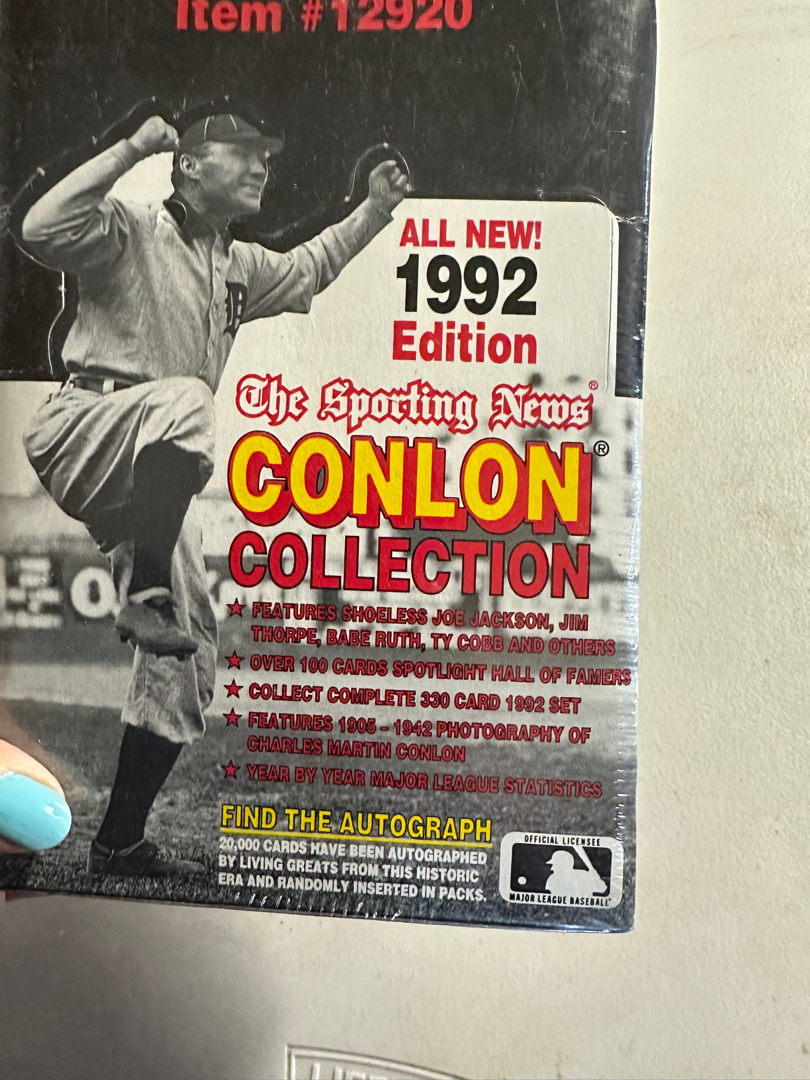 Item #12920
ALL NEW!
1992
Edition
The Sporting News®
CONLON®
COLLECTION
★ FEATURES SHOELESS JOE JACKSON, JIM
THORPE, BABE RUTH, TY COBB AND OTHERS
★ OVER 100 CARDS SPOTLIGHT HALL OF FAMERS
★ COLLECT COMPLETE 330 CARD 1992 SET
★ FEATURES 1905 - 1942 PHOTOGRAPHY OF
CHARLES MARTIN CONLON
★ YEAR BY YEAR MAJOR LEAGUE STATISTICS
FIND THE AUTOGRAPH
20,000 CARDS HAVE BEEN AUTOGRAPHED
BY LIVING GREATS FROM THIS HISTORIC
ERA AND RANDOMLY INSERTED IN PACKS.
OFFICIAL LICENSEE
MAJOR LEAGUE BASEBALL